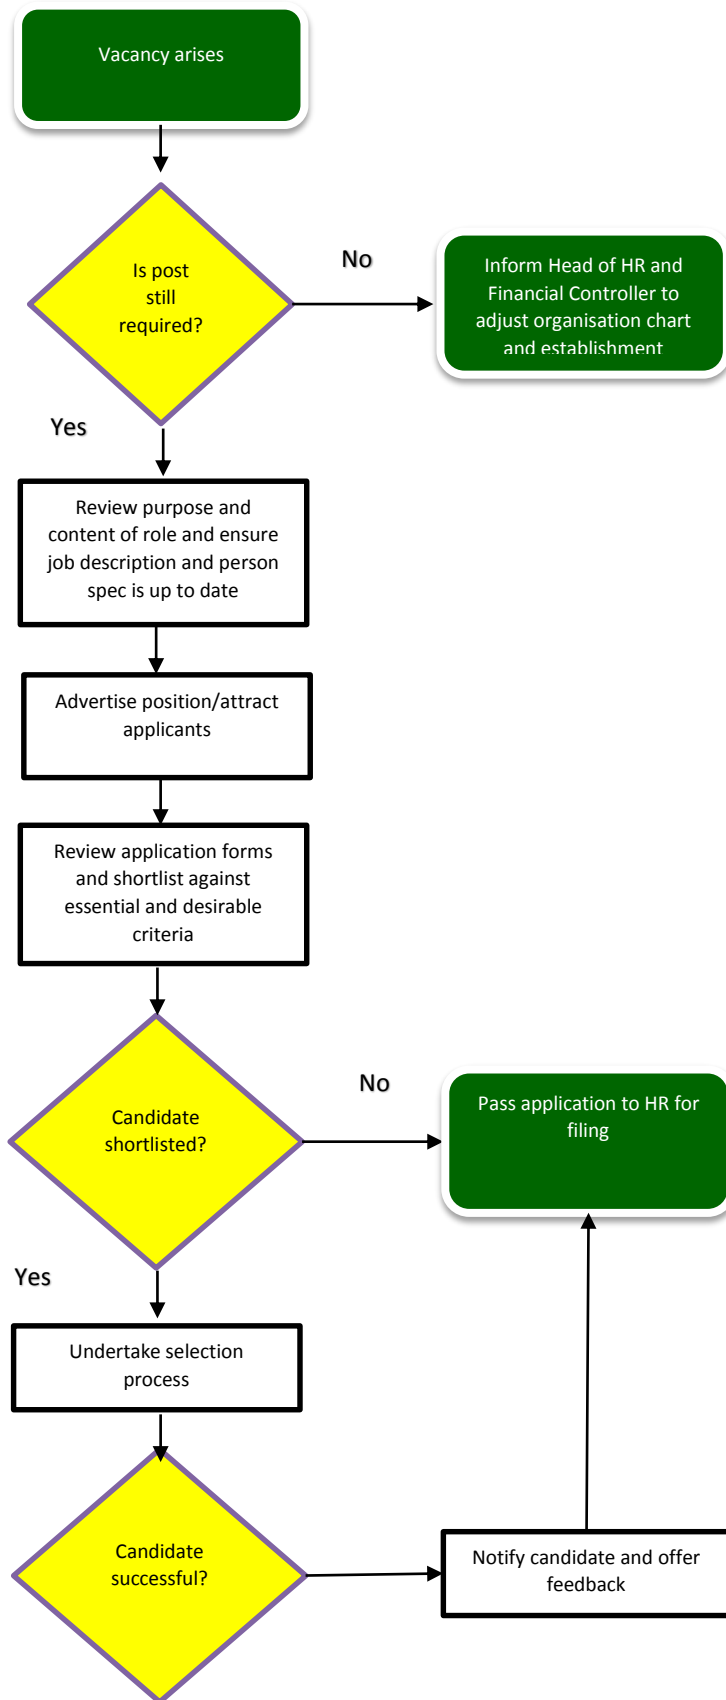 Vacancy arises
Is post
still
required?
No
Inform Head of HR and
Financial Controller to
adjust organisation chart
and establishment
Yes
Review purpose and
content of role and ensure
job description and person
spec is up to date
Advertise position/attract
applicants
Review application forms
and shortlist against
essential and desirable
criteria
Candidate
shortlisted?
No
Pass application to HR for
filing
Yes
Undertake selection
process
Candidate
successful?
Notify candidate and offer
feedback